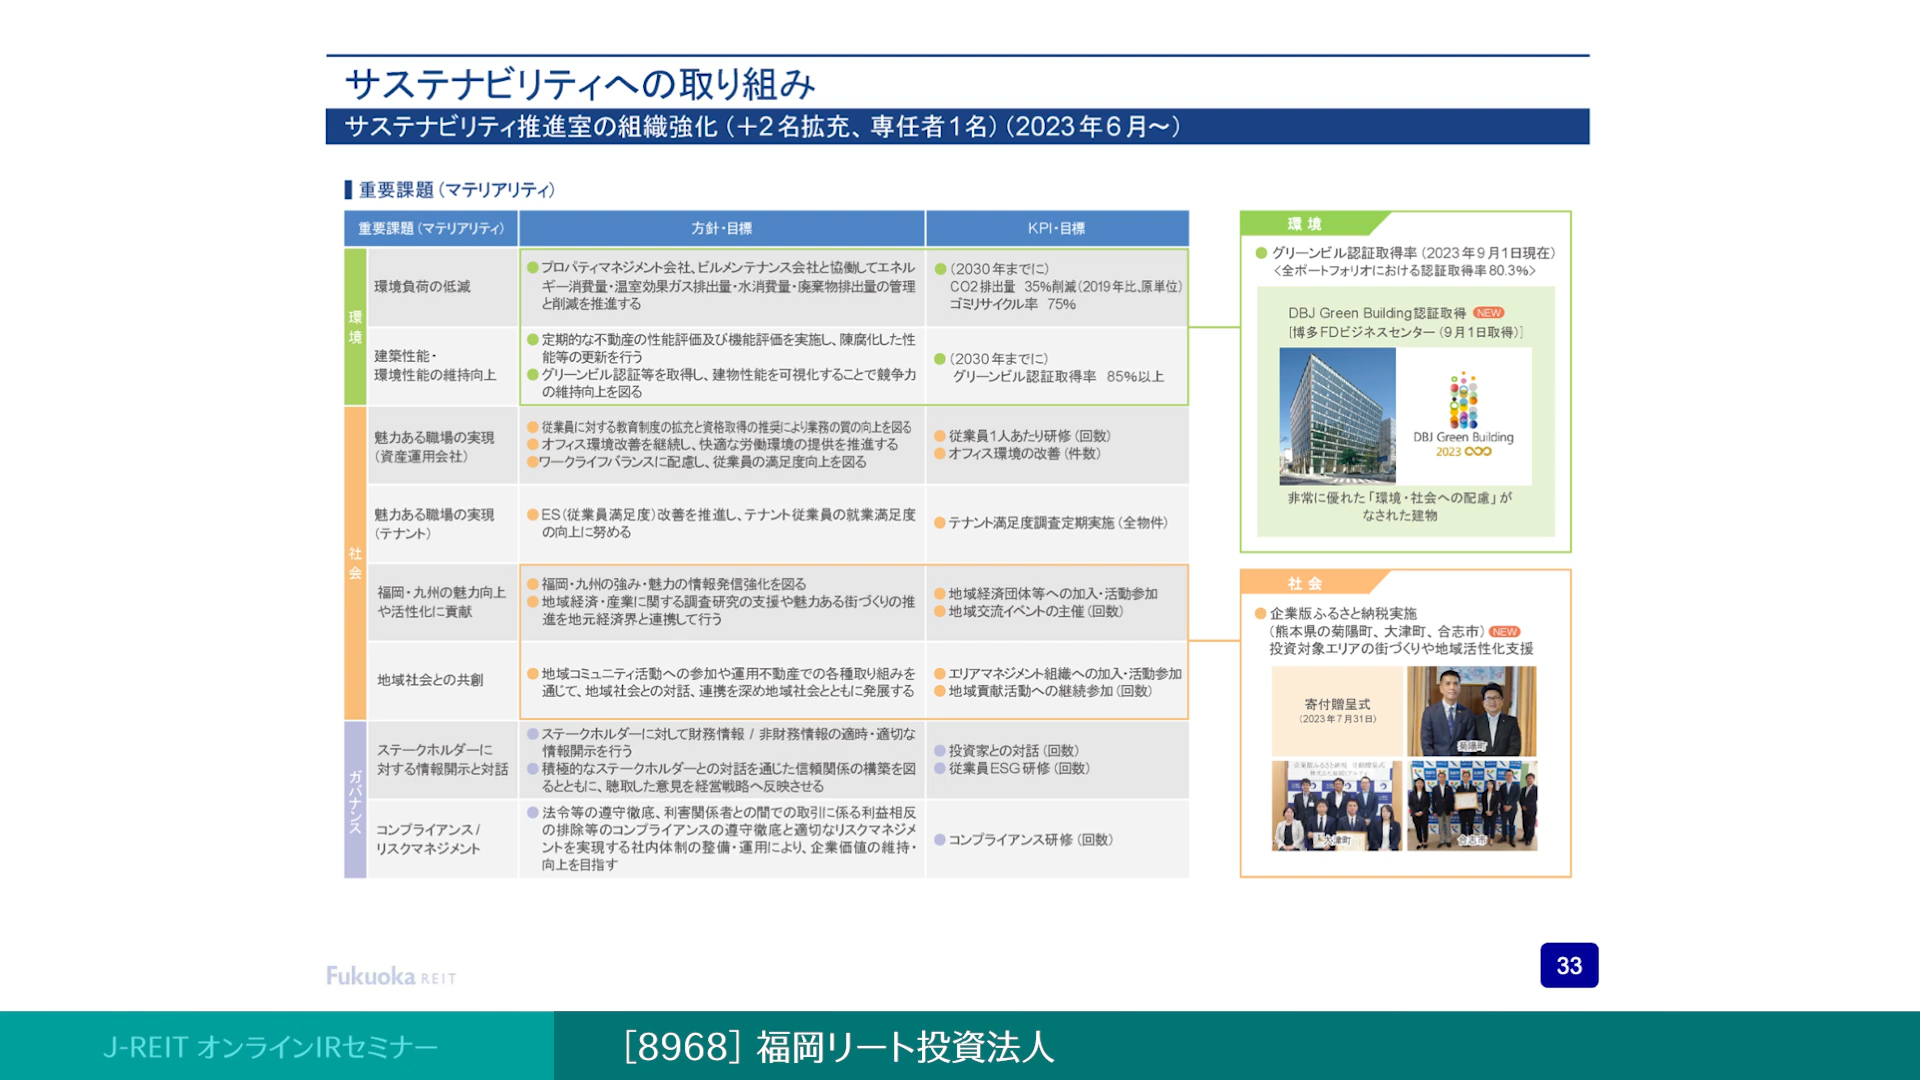 サステナビリティへの取り組み
サステナビリティ推進室の組織強化（＋2名拡充、専任者1名）（2023年6月～）
重要課題（マテリアリティ）
重要課題（マテリアリティ）
方針・目標
KPI・目標
環境
環境負荷の低減
●プロパティマネジメント会社、ビルメンテナンス会社と協働してエネル
ギー消費量・温室効果ガス排出量・水消費量・廃棄物排出量の管理
と削減を推進する
●（2030年までに）
CO2排出量　35%削減（2019年比、原単位）
ゴミリサイクル率　75%
建築性能・
環境性能の維持向上
●定期的な不動産の性能評価及び機能評価を実施し、陳腐化した性
能等の更新を行う
●グリーンビル認証等を取得し、建物性能を可視化することで競争力
の維持向上を図る
●（2030年までに）
グリーンビル認証取得率　85%以上
社会
魅力ある職場の実現
（資産運用会社）
●従業員に対する教育制度の拡充と資格取得の推奨により業務の質の向上を図る
●オフィス環境改善を継続し、快適な労働環境の提供を推進する
●ワークライフバランスに配慮し、従業員の満足度向上を図る
●従業員1人あたり研修（回数）
●オフィス環境の改善（件数）
魅力ある職場の実現
（テナント）
●ES（従業員満足度）改善を推進し、テナント従業員の就業満足度
の向上に努める
●テナント満足度調査定期実施（全物件）
福岡・九州の魅力向上
や活性化に貢献
●福岡・九州の強み・魅力の情報発信強化を図る
●地域経済・産業に関する調査研究の支援や魅力ある街づくりの推
進を地元経済界と連携して行う
●地域経済団体等への加入・活動参加
●地域交流イベントの主催（回数）
地域社会との共創
●地域コミュニティ活動への参加や運用不動産での各種取り組みを
通じて、地域社会との対話、連携を深め地域社会とともに発展する
●エリアマネジメント組織への加入・活動参加
●地域貢献活動への継続参加（回数）
ガバナンス
ステークホルダーに
対する情報開示と対話
●ステークホルダーに対して財務情報 / 非財務情報の適時・適切な
情報開示を行う
●積極的なステークホルダーとの対話を通じた信頼関係の構築を図
るとともに、聴取した意見を経営戦略へ反映させる
●投資家との対話（回数）
●従業員ESG研修（回数）
コンプライアンス /
リスクマネジメント
●法令等の遵守徹底、利害関係者との間での取引に係る利益相反
の排除等のコンプライアンスの遵守徹底と適切なリスクマネジメ
ントを実現する社内体制の整備・運用により、企業価値の維持・
向上を目指す
●コンプライアンス研修（回数）
環境
●グリーンビル認証取得率（2023年9月1日現在）
<全ポートフォリオにおける認証取得率80.3%>
DBJ Green Building認証取得 NEW
[博多FDビジネスセンター（9月1日取得）]
DBJ Green Building
2023
非常に優れた「環境・社会への配慮」が
なされた建物
社会
●企業版ふるさと納税実施
（熊本県の菊陽町、大津町、合志市）NEW
投資対象エリアの街づくりや地域活性化支援
寄付贈呈式
（2023年7月31日）
菊陽町
大津町
合志市
Fukuoka REIT
33
J-REIT オンラインIRセミナー
［8968］福岡リート投資法人